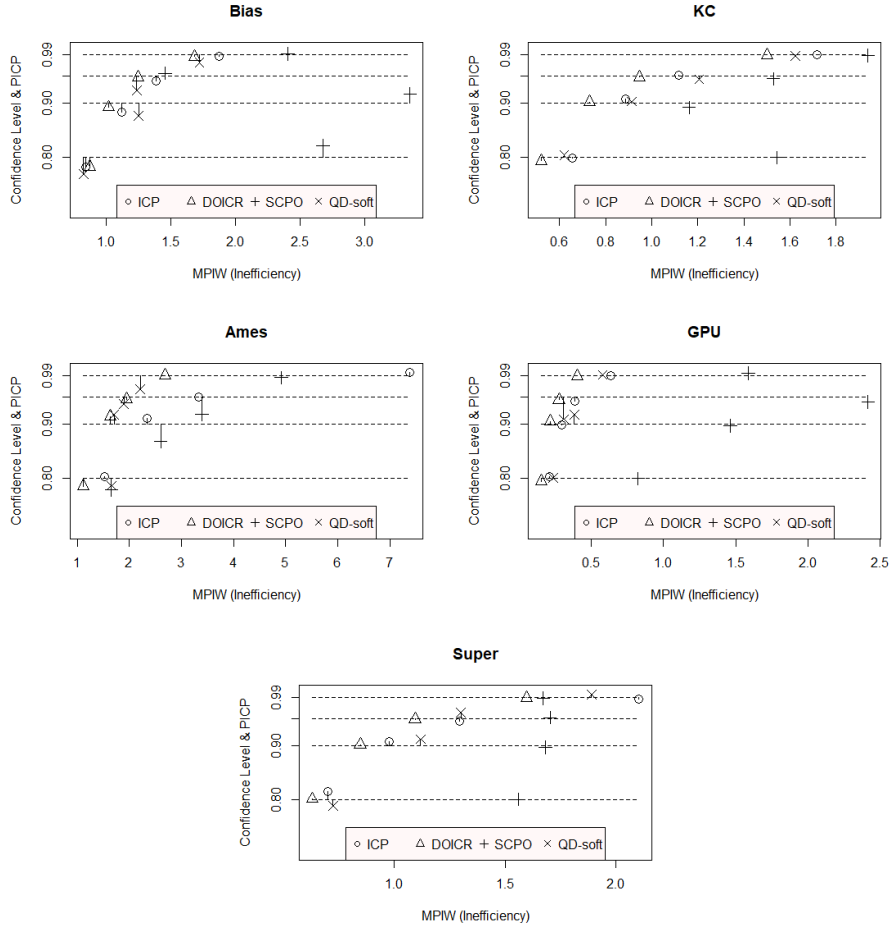 Bias
Confidence Level & PICP
0.80 0.90 0.99
ICP DOICR SCPO QD-soft
1.0 1.5 2.0 2.5 3.0
MPIW (Inefficiency)
KC
Confidence Level & PICP
0.80 0.90 0.99
ICP DOICR SCPO QD-soft
0.6 0.8 1.0 1.2 1.4 1.6 1.8
MPIW (Inefficiency)
Ames
Confidence Level & PICP
0.80 0.90 0.99
ICP DOICR SCPO QD-soft
1 2 3 4 5 6 7
MPIW (Inefficiency)
GPU
Confidence Level & PICP
0.80 0.90 0.99
ICP DOICR SCPO QD-soft
0.5 1.0 1.5 2.0 2.5
MPIW (Inefficiency)
Super
Confidence Level & PICP
0.80 0.90 0.99
ICP DOICR SCPO QD-soft
1.0 1.5 2.0
MPIW (Inefficiency)